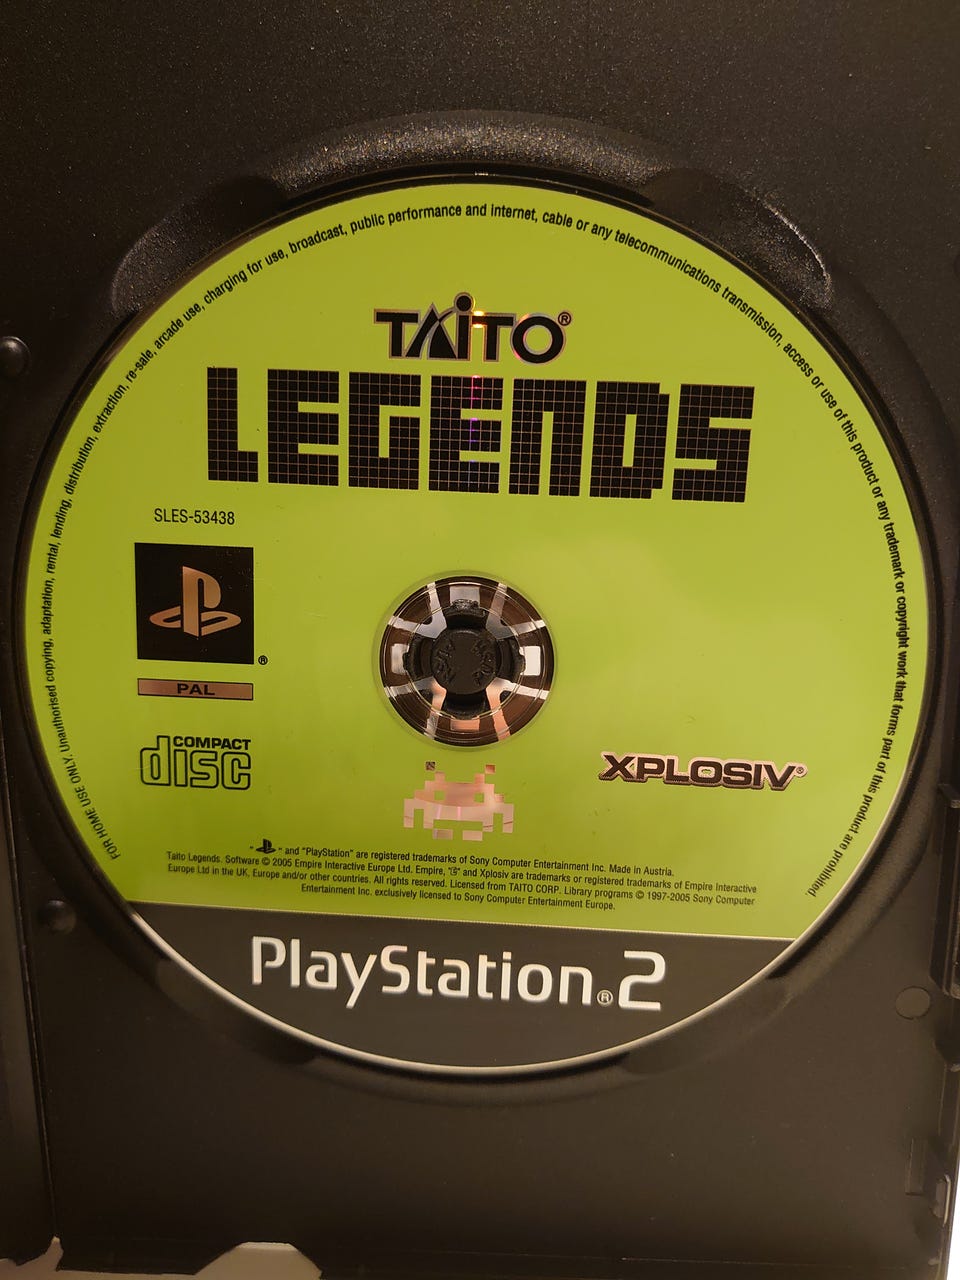 FOR HOME USE ONLY. Unauthorised copying, adaptation, rental, lending, distribution, extraction, re-sale, arcade use, charging for use, broadcast, public performance and internet, cable or any telecommunications transmission, access or use of this product or any trademark or copyright work that forms part of this product are prohibited
TAITO®
LEGENDS
SLES-53438
®
PAL
COMPACT
disc
XPLOSIV®
" " and "PlayStation" are registered trademarks of Sony Computer Entertainment Inc. Made in Austria.
Taito Legends. Software © 2005 Empire Interactive Europe Ltd. Empire, " " and Xplosiv are trademarks or registered trademarks of Empire Interactive
Europe Ltd in the UK, Europe and/or other countries. All rights reserved. Licensed from TAITO CORP. Library programs © 1997-2005 Sony Computer
Entertainment Inc. exclusively licensed to Sony Computer Entertainment Europe.
PlayStation®2